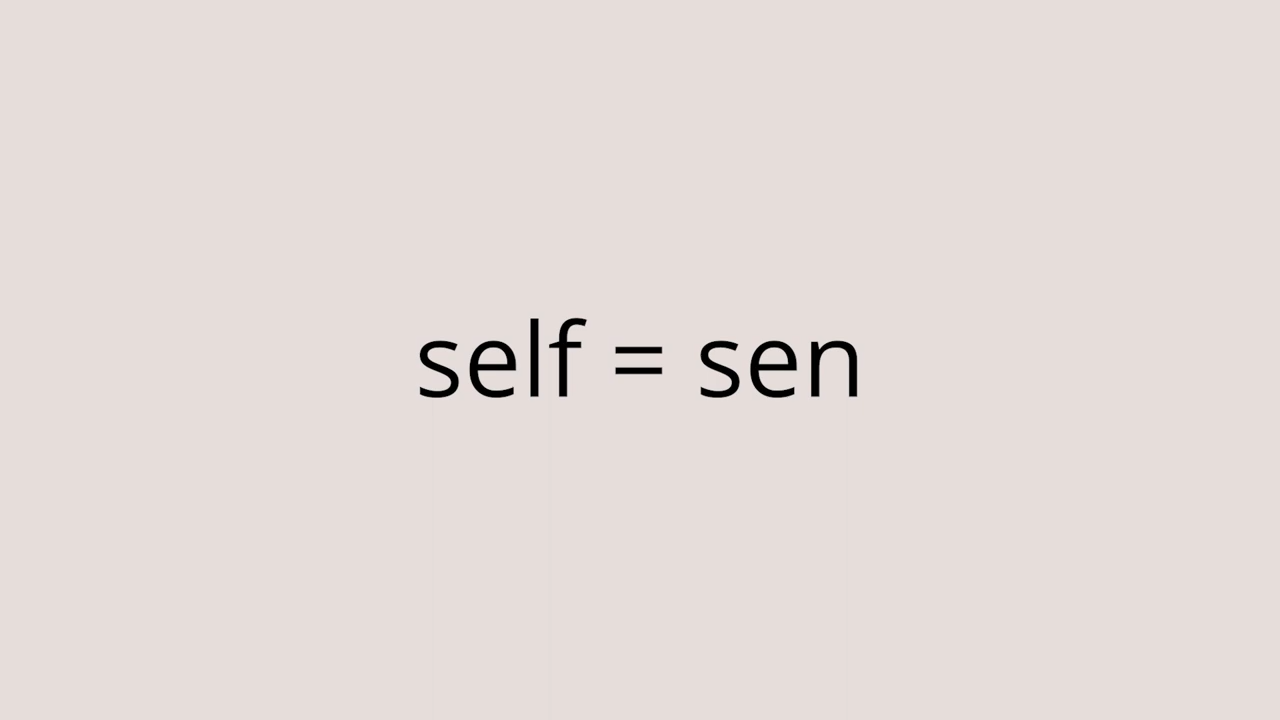 self = sen